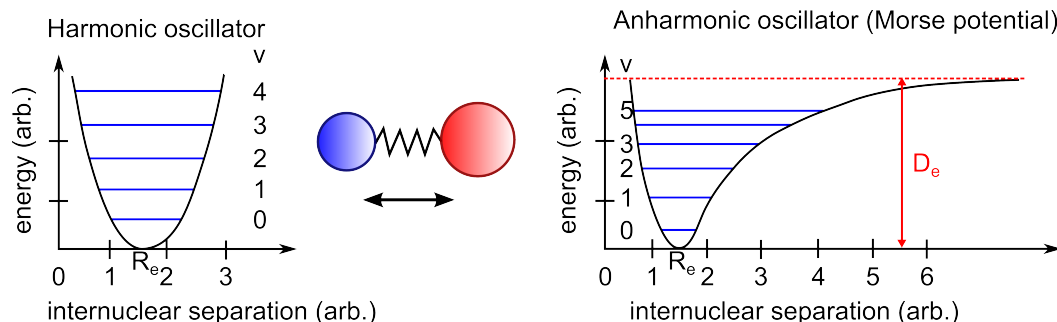 Harmonic oscillator
v
4
3
2
1
0
energy (arb.)
0 1 R e 2 3
internuclear separation (arb.)
Anharmonic oscillator (Morse potential)
v
5
3
2
1
0
energy (arb.)
D e
0 1 R e 2 3 4 5 6
internuclear separation (arb.)